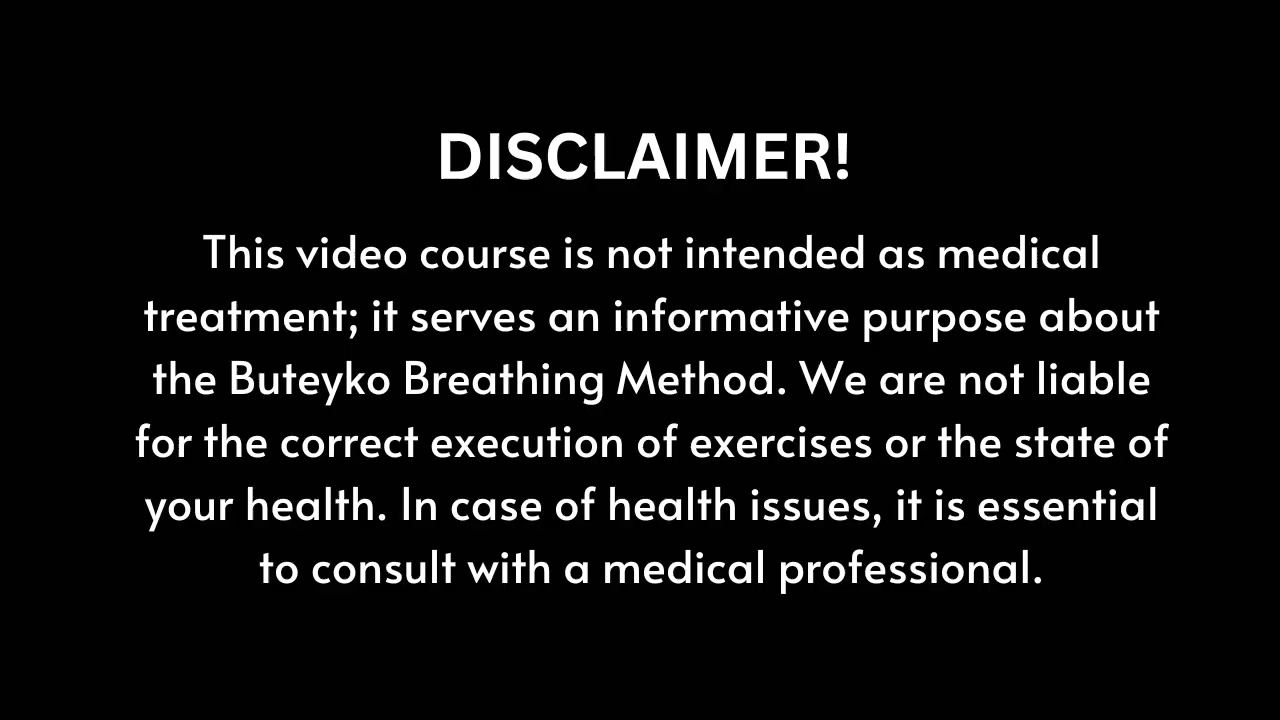 DISCLAIMER!
This video course is not intended as medical
treatment; it serves an informative purpose about
the Buteyko Breathing Method. We are not liable
for the correct execution of exercises or the state of
your health. In case of health issues, it is essential
to consult with a medical professional.